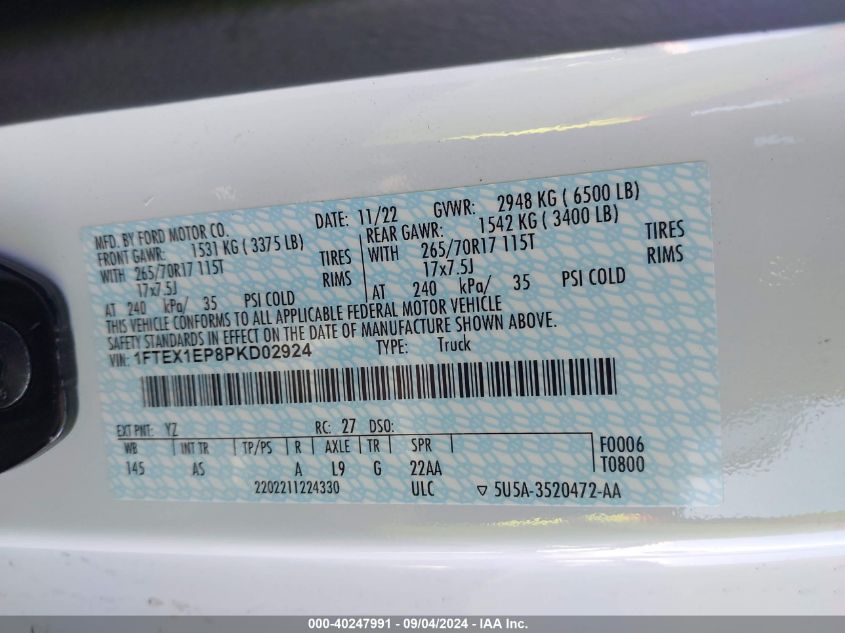 MFD. BY FORD MOTOR CO. DATE: 11/22 GVWR: 2948 KG ( 6500 LB)
FRONT GAWR: 1531 KG ( 3375 LB) REAR GAWR: 1542 KG ( 3400 LB)
WITH 265/70R17 115T TIRES WITH 265/70R17 115T TIRES
17x7.5J RIMS 17x7.5J RIMS
AT 240 kPa/ 35 PSI COLD AT 240 kPa/ 35 PSI COLD
THIS VEHICLE CONFORMS TO ALL APPLICABLE FEDERAL MOTOR VEHICLE
SAFETY STANDARDS IN EFFECT ON THE DATE OF MANUFACTURE SHOWN ABOVE.
VIN: 1FTEX1EP8PKD02924 TYPE: Truck
EXT PNT: YZ RC: 27 DSO:
WB INT TR TP/PS R AXLE TR SPR F0006
145 AS A L9 G 22AA T0800
2202211224330 ULC ▽ 5U5A-3520472-AA
000-40247991 - 09/04/2024 - IAA Inc.